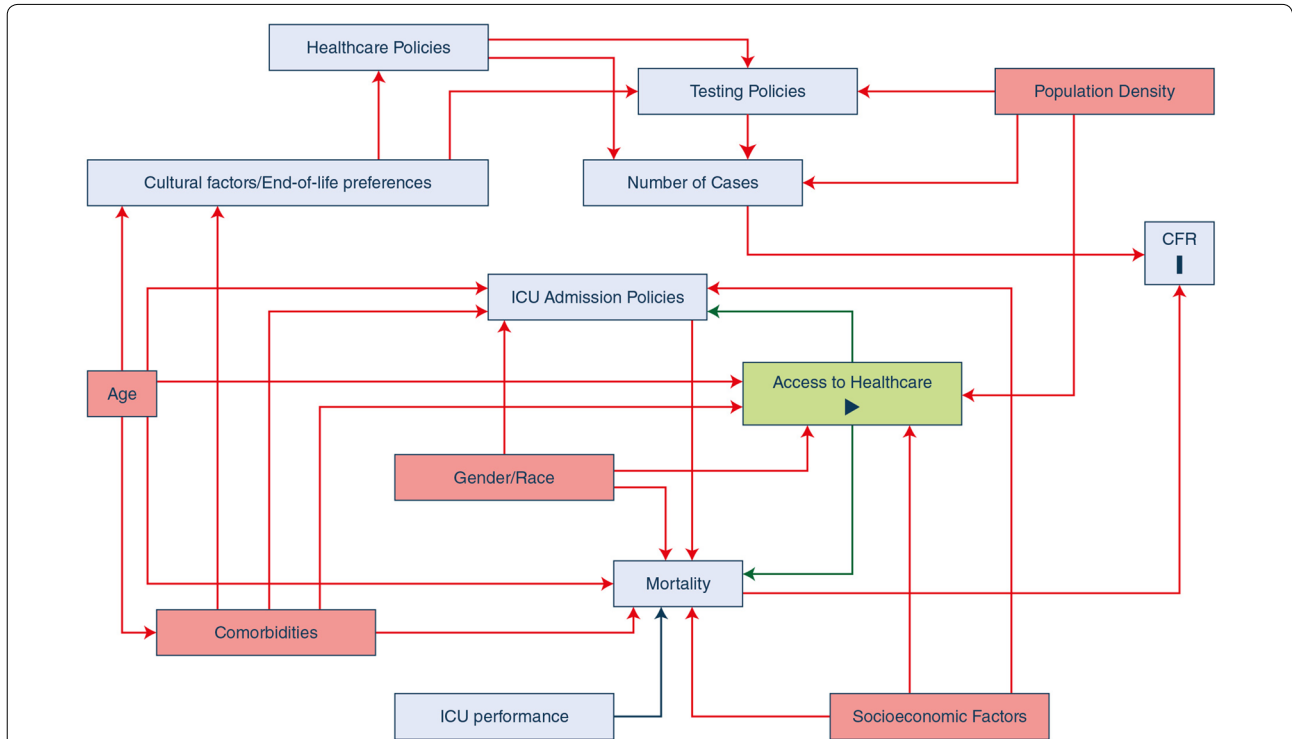 Healthcare Policies
Testing Policies
Population Density
Cultural factors/End-of-life preferences
Number of Cases
CFR
ICU Admission Policies
Access to Healthcare
Age
Gender/Race
Mortality
Comorbidities
ICU performance
Socioeconomic Factors